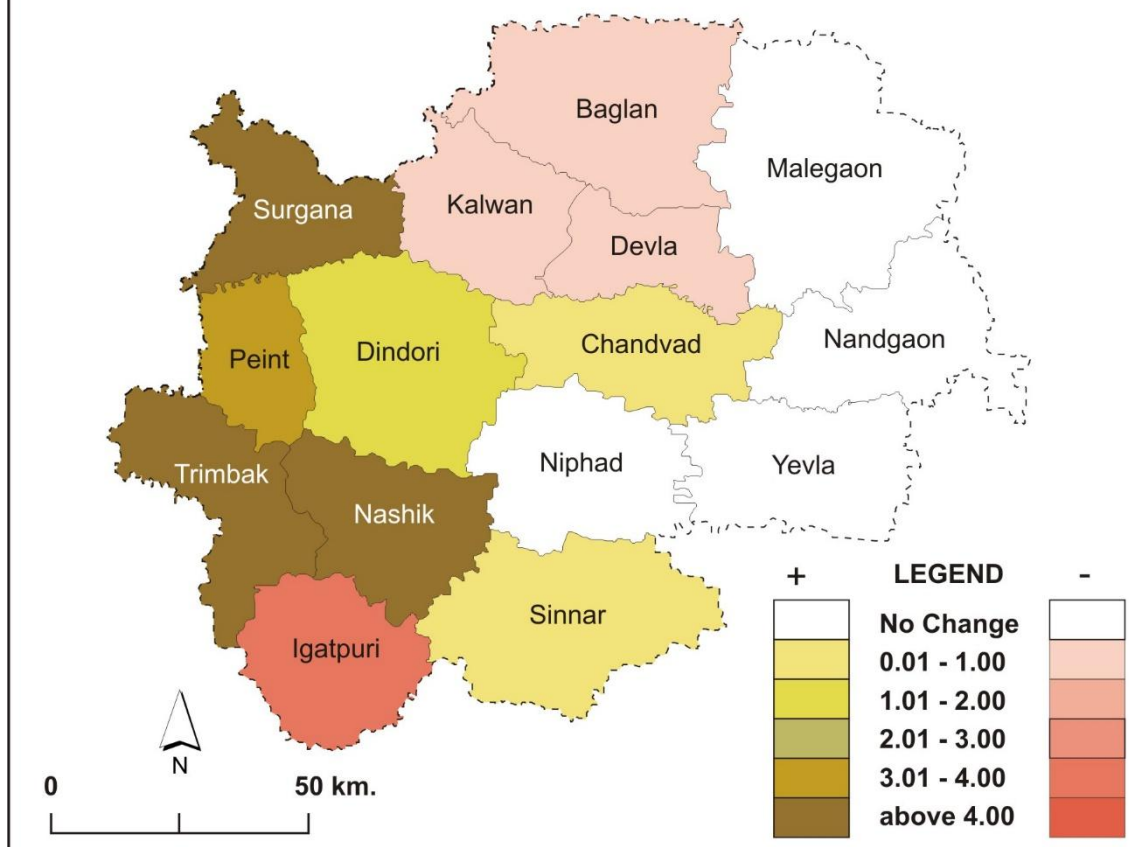 Baglan
Malegaon
Surgana
Kalwan
Devla
Peint
Dindori
Chandvad
Nandgaon
Trimbak
Nashik
Niphad
Yevla
Igatpuri
Sinnar
+ LEGEND -
No Change
0.01 - 1.00
1.01 - 2.00
2.01 - 3.00
3.01 - 4.00
above 4.00
N
0 50 km.